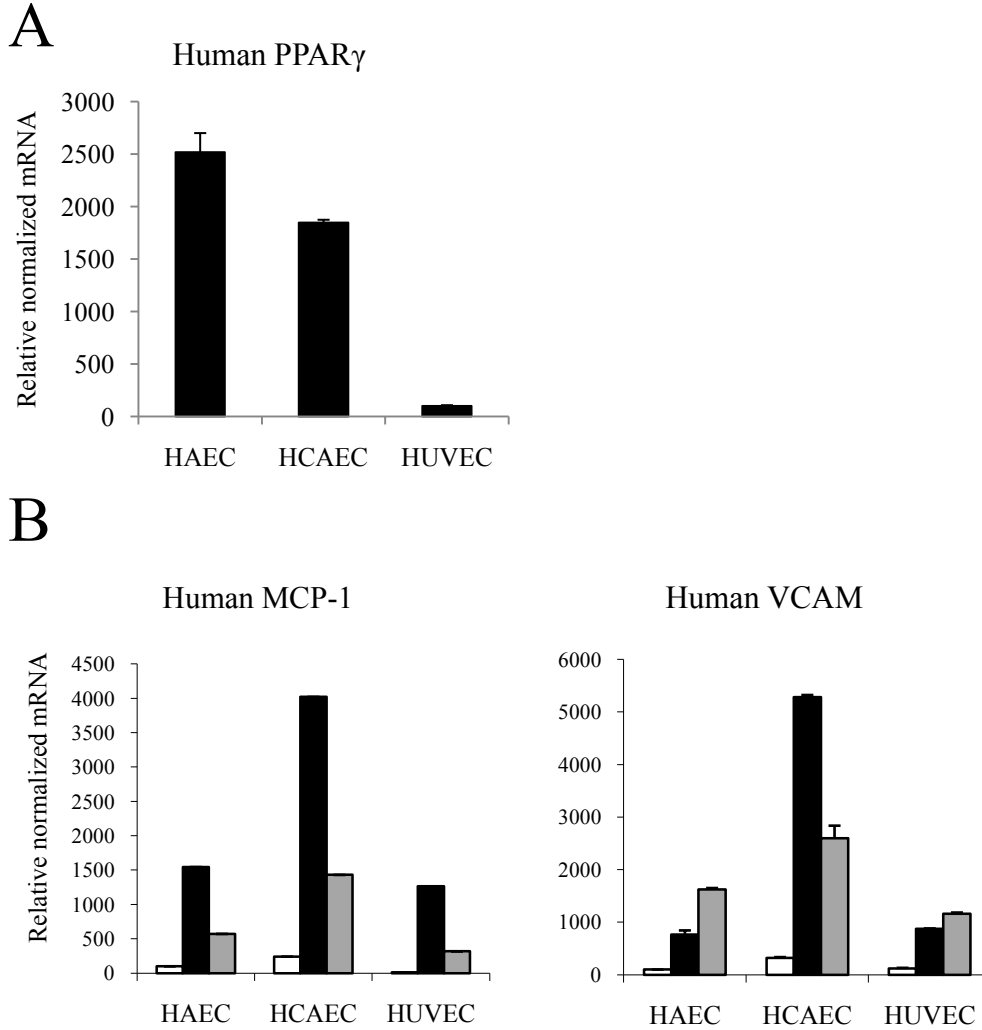 A
Human PPARγ
Relative normalized mRNA
3000
2500
2000
1500
1000
500
0
HAEC HCAEC HUVEC
B
Human MCP-1
Relative normalized mRNA
4500
4000
3500
3000
2500
2000
1500
1000
500
0
HAEC HCAEC HUVEC
Human VCAM
6000
5000
4000
3000
2000
1000
0
HAEC HCAEC HUVEC